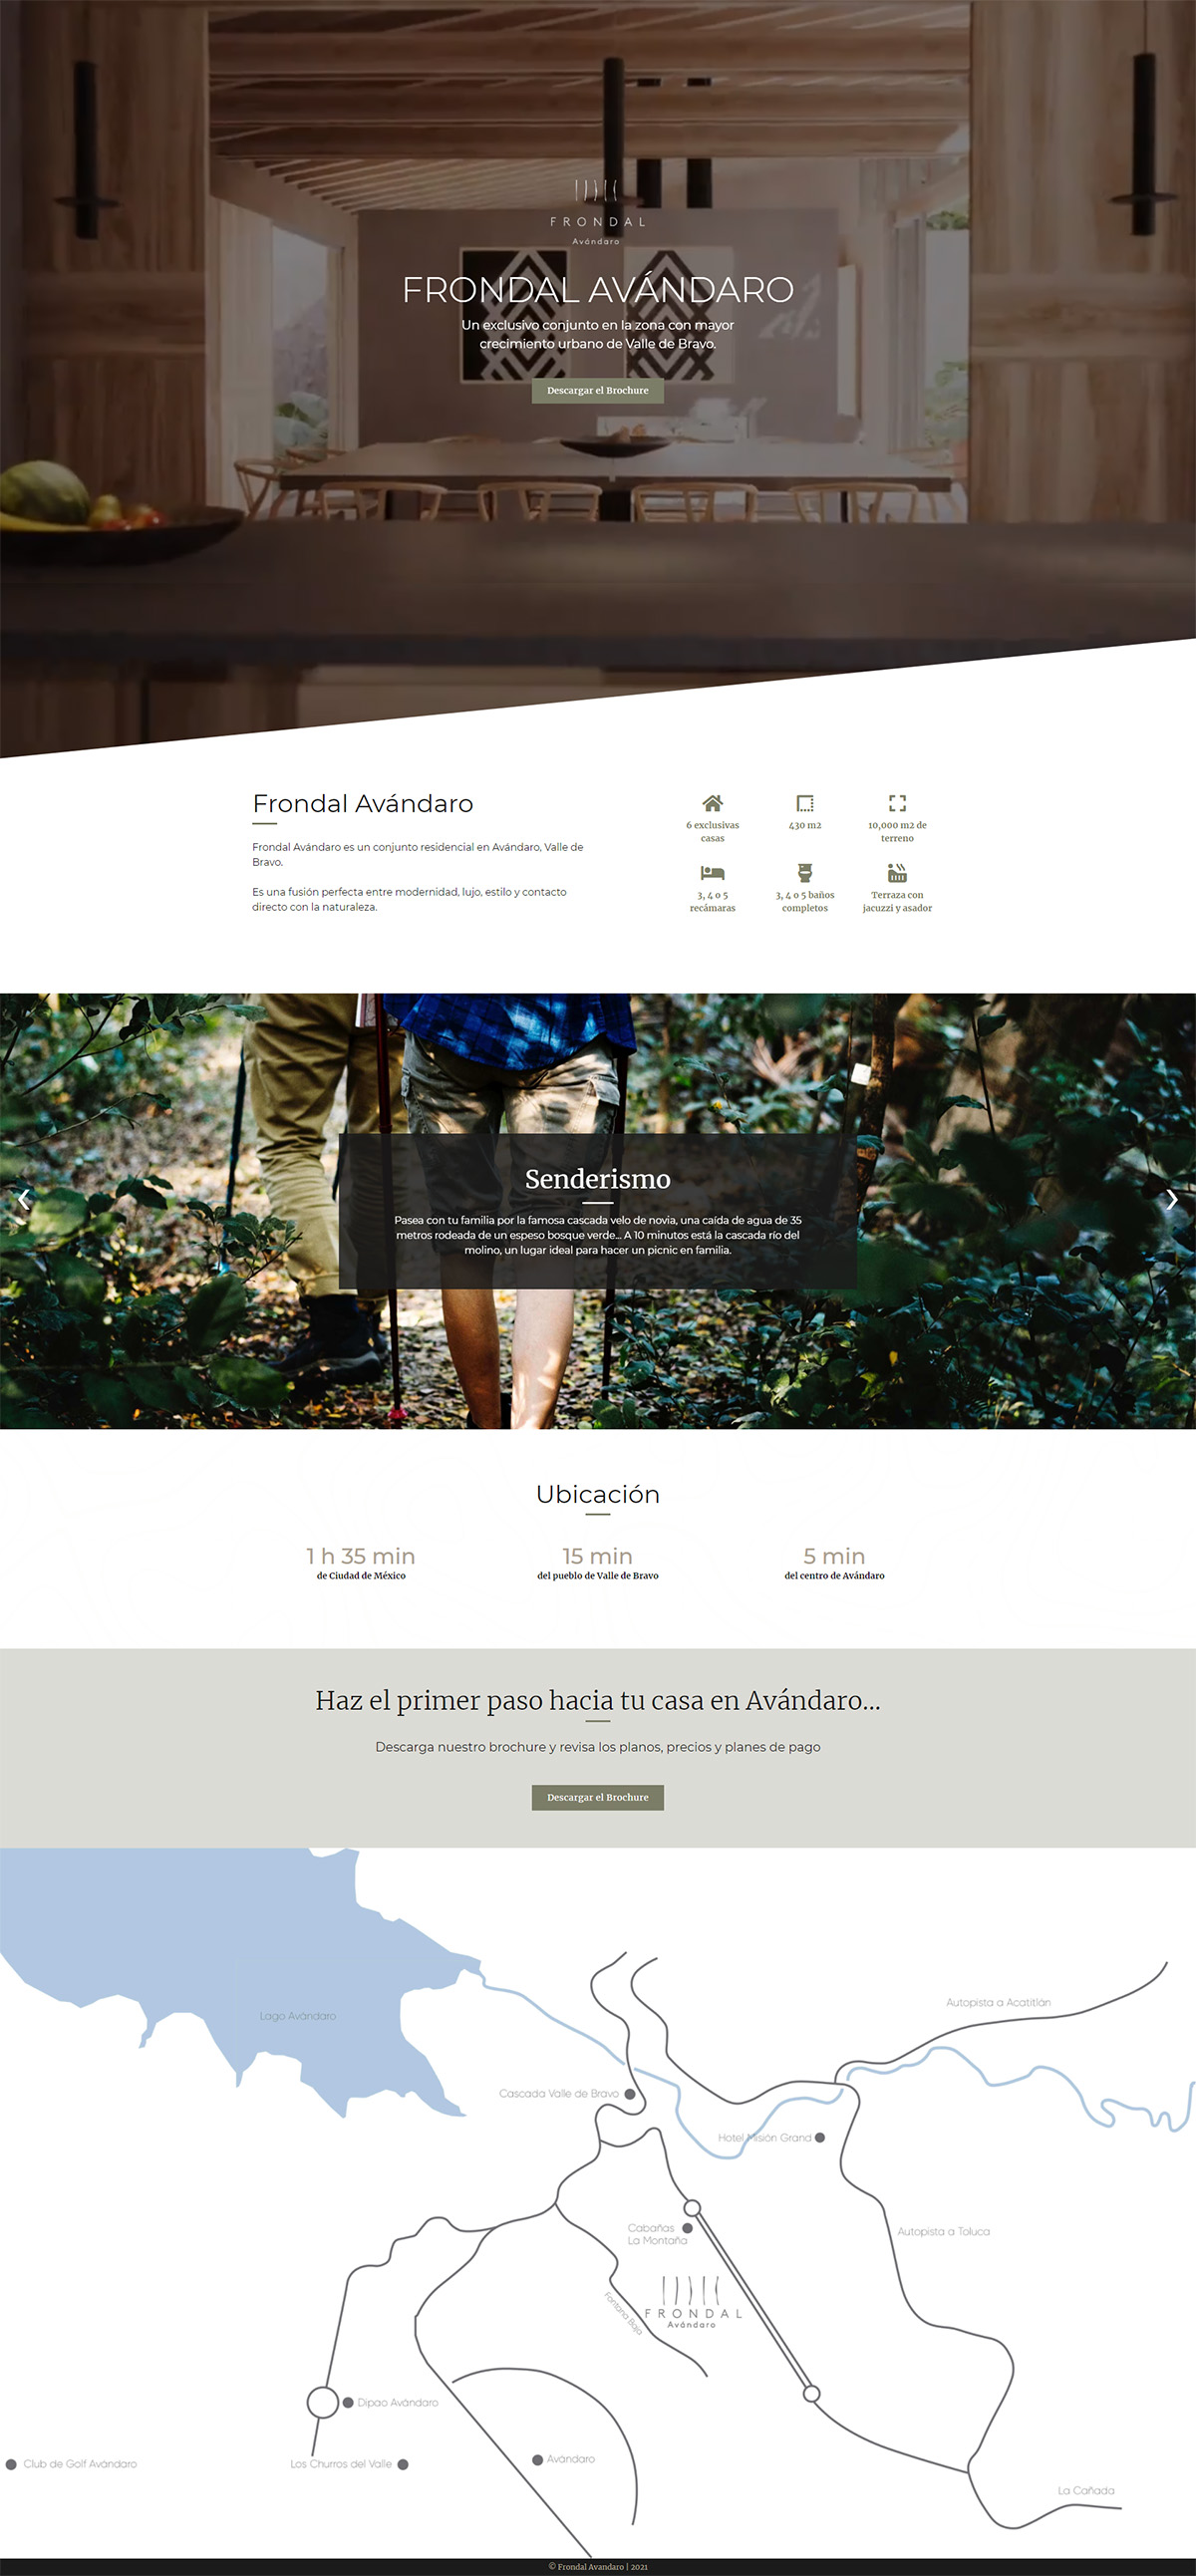 FRONDAL
Avándaro
FRONDAL AVÁNDARO
Un exclusivo conjunto en la zona con mayor
crecimiento urbano de Valle de Bravo.
Descargar el Brochure
Frondal Avándaro
Frondal Avándaro es un conjunto residencial en Avándaro, Valle de
Bravo.
Es una fusión perfecta entre modernidad, lujo, estilo y contacto
directo con la naturaleza.
6 exclusivas
casas
430 m2
10,000 m2 de
terreno
3, 4 o 5
recámaras
3, 4 o 5 baños
completos
Terraza con
jacuzzi y asador
Senderismo
Pasea con tu familia por la famosa cascada velo de novia, una caída de agua de 35
metros rodeada de un espeso bosque verde... A 10 minutos está la cascada río del
molino, un lugar ideal para hacer un picnic en familia.
Ubicación
1 h 35 min
de Ciudad de México
15 min
del pueblo de Valle de Bravo
5 min
del centro de Avándaro
Haz el primer paso hacia tu casa en Avándaro...
Descarga nuestro brochure y revisa los planos, precios y planes de pago
Descargar el Brochure
Autopista a Acatitlán
Lago Avándaro
Cascada Valle de Bravo
Hotel Misión Grand
Cabañas
La Montaña
Autopista a Toluca
Fontana Baja
FRONDAL
Avándaro
Dipao Avándaro
Club de Golf Avándaro
Los Churros del Valle
Avándaro
La Cañada
© Frondal Avandaro | 2021